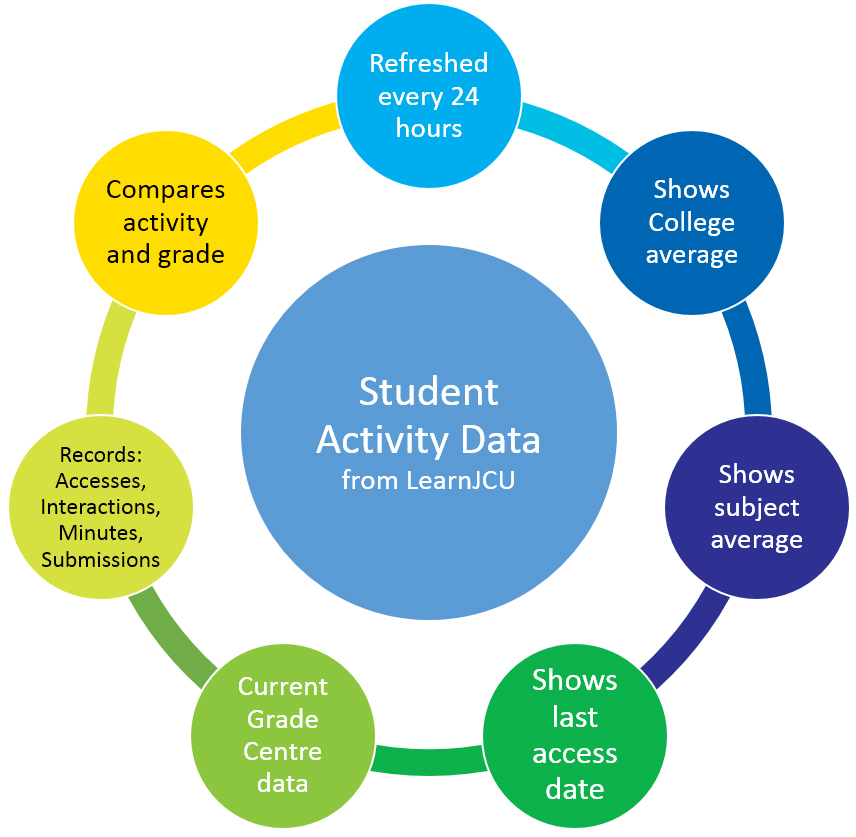 Refreshed
every 24
hours
Shows
College
average
Shows
subject
average
Shows
last
access
date
Current
Grade
Centre
data
Records:
Accesses,
Interactions,
Minutes,
Submissions
Compares
activity
and grade
Student
Activity Data
from LearnJCU